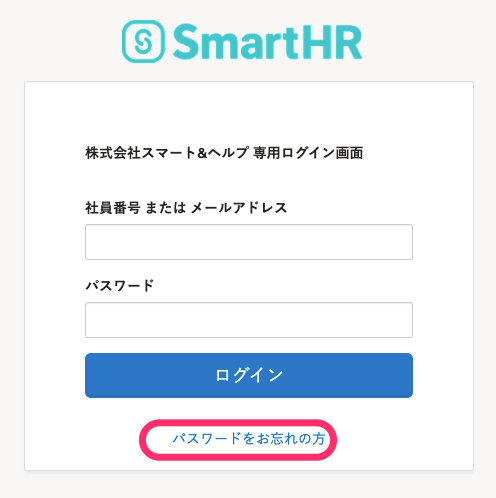 SmartHR
株式会社スマート&ヘルプ 専用ログイン画面
社員番号 または メールアドレス
パスワード
ログイン
パスワードをお忘れの方